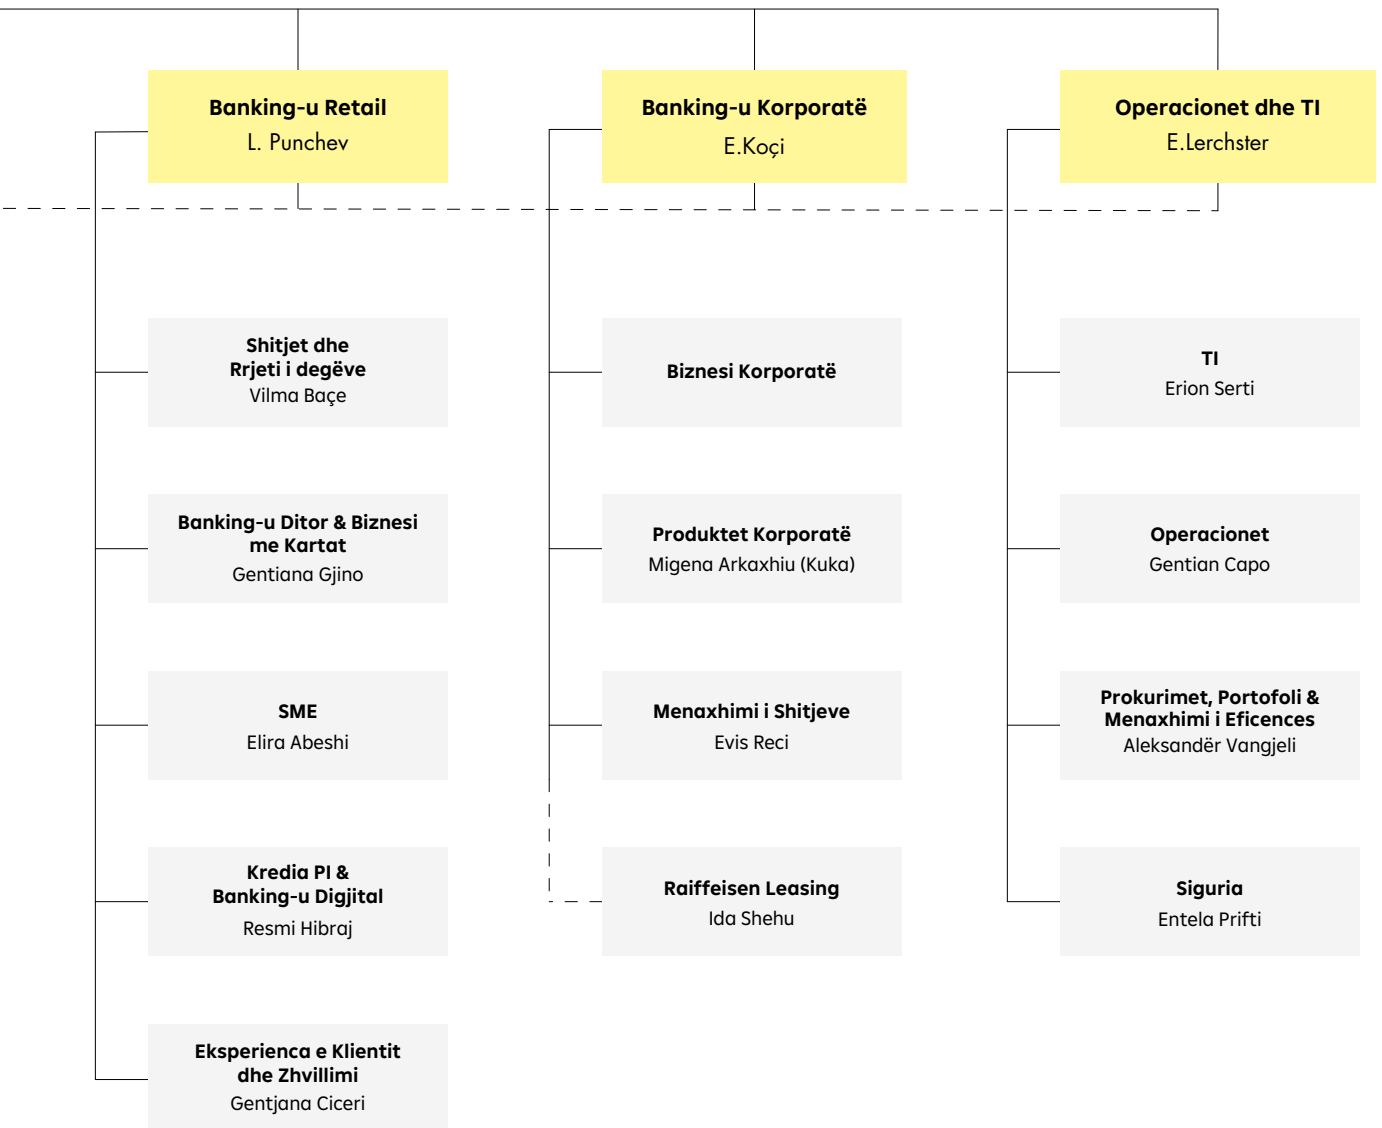 Banking-u Retail
L. Punchev
Shitjet dhe
Rrjeti i degëve
Vilma Baçe
Banking-u Ditor & Biznesi
me Kartat
Gentiana Gjino
SME
Elira Abeshi
Kredia PI &
Banking-u Digjital
Resmi Hibraj
Eksperienca e Klientit
dhe Zhvillimi
Gentjana Ciceri
Banking-u Korporatë
E.Koçi
Biznesi Korporatë
Produktet Korporatë
Migena Arkaxhiu (Kuka)
Menaxhimi i Shitjeve
Evis Reci
Raiffeisen Leasing
Ida Shehu
Operacionet dhe TI
E.Lerchster
TI
Erion Serti
Operacionet
Gentian Capo
Prokurimet, Portofoli &
Menaxhimi i Eficences
Aleksandër Vangjeli
Siguria
Entela Prifti